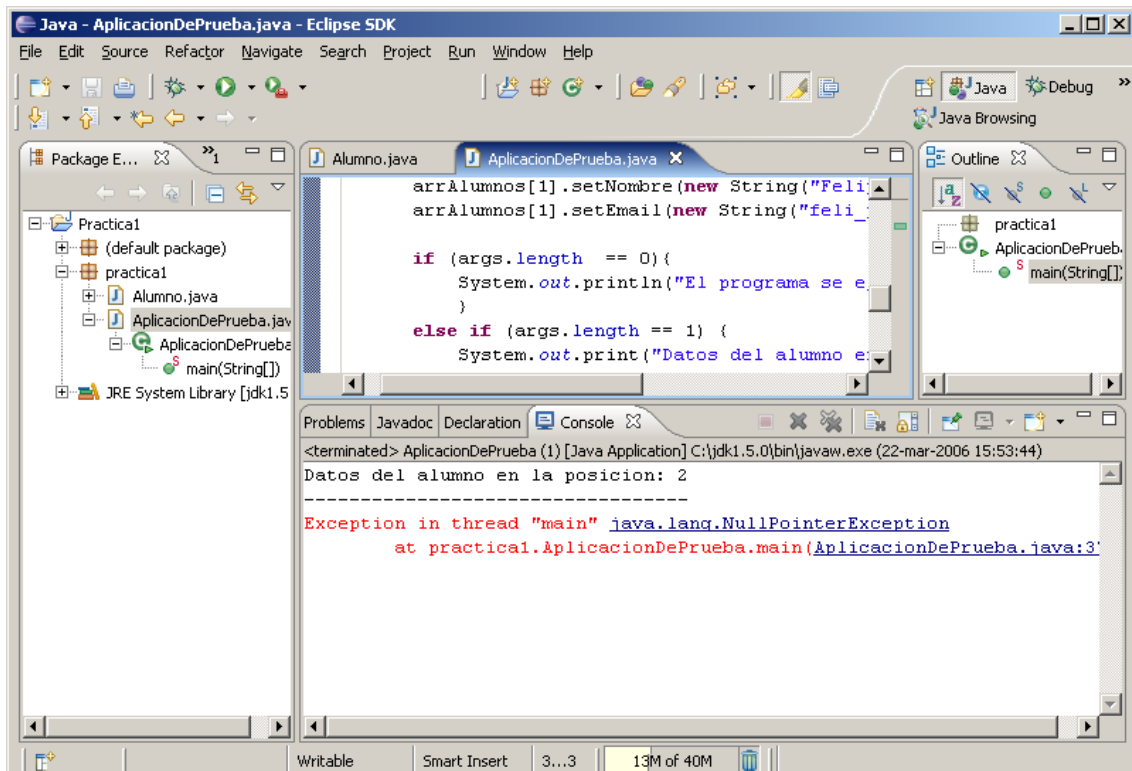 Java - AplicacionDePrueba.java - Eclipse SDK
File Edit Source Refactor Navigate Search Project Run Window Help
Java Debug »
Java Browsing
Package E... »1
Practica1
(default package)
practica1
Alumno.java
AplicacionDePrueba.jav
AplicacionDePrueba
main(String[])
JRE System Library [jdk1.5
Alumno.java AplicacionDePrueba.java
arrAlumnos[1].setNombre(new String("Feli
arrAlumnos[1].setEmail(new String("feli_
if (args.length == 0){
System.out.println("El programa se e
}
else if (args.length == 1) {
System.out.print("Datos del alumno e
Outline
practica1
AplicacionDePrueb
main(String[])
Problems Javadoc Declaration Console
<terminated> AplicacionDePrueba (1) [Java Application] C:\jdk1.5.0\bin\javaw.exe (22-mar-2006 15:53:44)
Datos del alumno en la posicion: 2
----------------------------------
Exception in thread "main" java.lang.NullPointerException
at practica1.AplicacionDePrueba.main(AplicacionDePrueba.java:3
Writable Smart Insert 3...3 13M of 40M